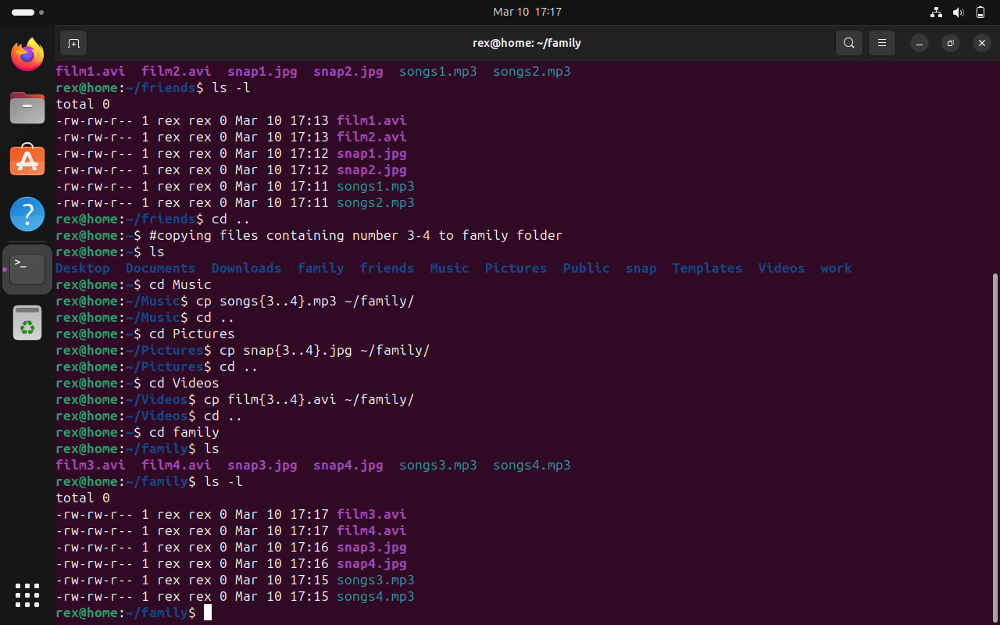 Mar 10 17:17
rex@home: ~/family
film1.avi film2.avi snap1.jpg snap2.jpg songs1.mp3 songs2.mp3
rex@home:~/friends$ ls -l
total 0
-rw-rw-r-- 1 rex rex 0 Mar 10 17:13 film1.avi
-rw-rw-r-- 1 rex rex 0 Mar 10 17:13 film2.avi
-rw-rw-r-- 1 rex rex 0 Mar 10 17:12 snap1.jpg
-rw-rw-r-- 1 rex rex 0 Mar 10 17:12 snap2.jpg
-rw-rw-r-- 1 rex rex 0 Mar 10 17:11 songs1.mp3
-rw-rw-r-- 1 rex rex 0 Mar 10 17:11 songs2.mp3
rex@home:~/friends$ cd ..
rex@home:~$ #copying files containing number 3-4 to family folder
rex@home:~$ ls
Desktop Documents Downloads family friends Music Pictures Public snap Templates Videos work
rex@home:~$ cd Music
rex@home:~/Music$ cp songs{3..4}.mp3 ~/family/
rex@home:~/Music$ cd ..
rex@home:~$ cd Pictures
rex@home:~/Pictures$ cp snap{3..4}.jpg ~/family/
rex@home:~/Pictures$ cd ..
rex@home:~$ cd Videos
rex@home:~/Videos$ cp film{3..4}.avi ~/family/
rex@home:~/Videos$ cd ..
rex@home:~$ cd family
rex@home:~/family$ ls
film3.avi film4.avi snap3.jpg snap4.jpg songs3.mp3 songs4.mp3
rex@home:~/family$ ls -l
total 0
-rw-rw-r-- 1 rex rex 0 Mar 10 17:17 film3.avi
-rw-rw-r-- 1 rex rex 0 Mar 10 17:17 film4.avi
-rw-rw-r-- 1 rex rex 0 Mar 10 17:16 snap3.jpg
-rw-rw-r-- 1 rex rex 0 Mar 10 17:16 snap4.jpg
-rw-rw-r-- 1 rex rex 0 Mar 10 17:15 songs3.mp3
-rw-rw-r-- 1 rex rex 0 Mar 10 17:15 songs4.mp3
rex@home:~/family$